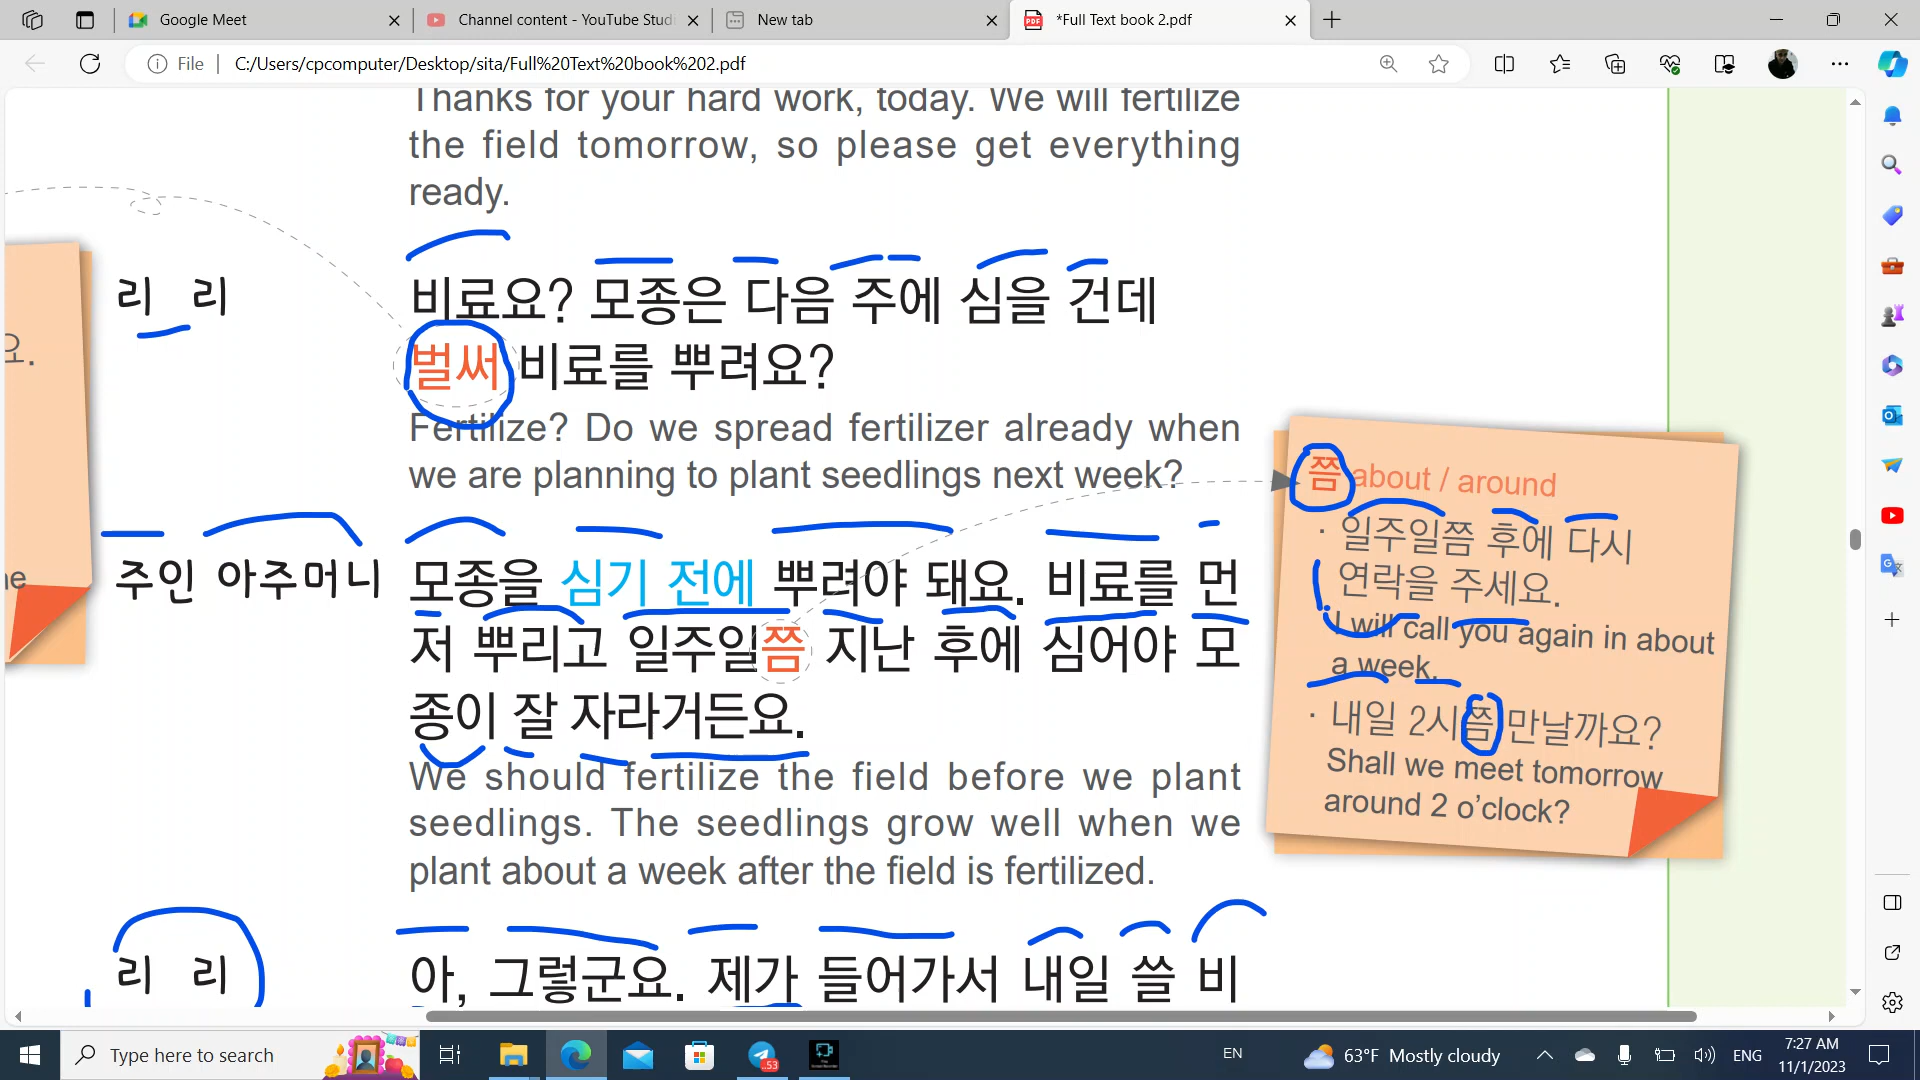 Google Meet
Channel content - YouTube Stud
New tab
*Full Text book 2.pdf
File
C:/Users/cpcomputer/Desktop/sita/Full%20Text%20book%202.pdf
Thanks for your hard work, today. We will fertilize
the field tomorrow, so please get everything
ready.
리 리
비료요? 모종은 다음 주에 심을 건데
벌써 비료를 뿌려요?
Fertilize? Do we spread fertilizer already when
we are planning to plant seedlings next week?
요.
주인 아주머니
모종을 심기 전에 뿌려야 돼요. 비료를 먼
저 뿌리고 일주일쯤 지난 후에 심어야 모
종이 잘 자라거든요.
We should fertilize the field before we plant
seedlings. The seedlings grow well when we
plant about a week after the field is fertilized.
리 리
아, 그렇군요. 제가 들어가서 내일 쓸 비
쯤 about / around
· 일주일쯤 후에 다시
연락을 주세요.
I will call you again in about
a week.
· 내일 2시쯤 만날까요?
Shall we meet tomorrow
around 2 o'clock?
Type here to search
.53
EN
63°F Mostly cloudy
ENG
7:27 AM
11/1/2023